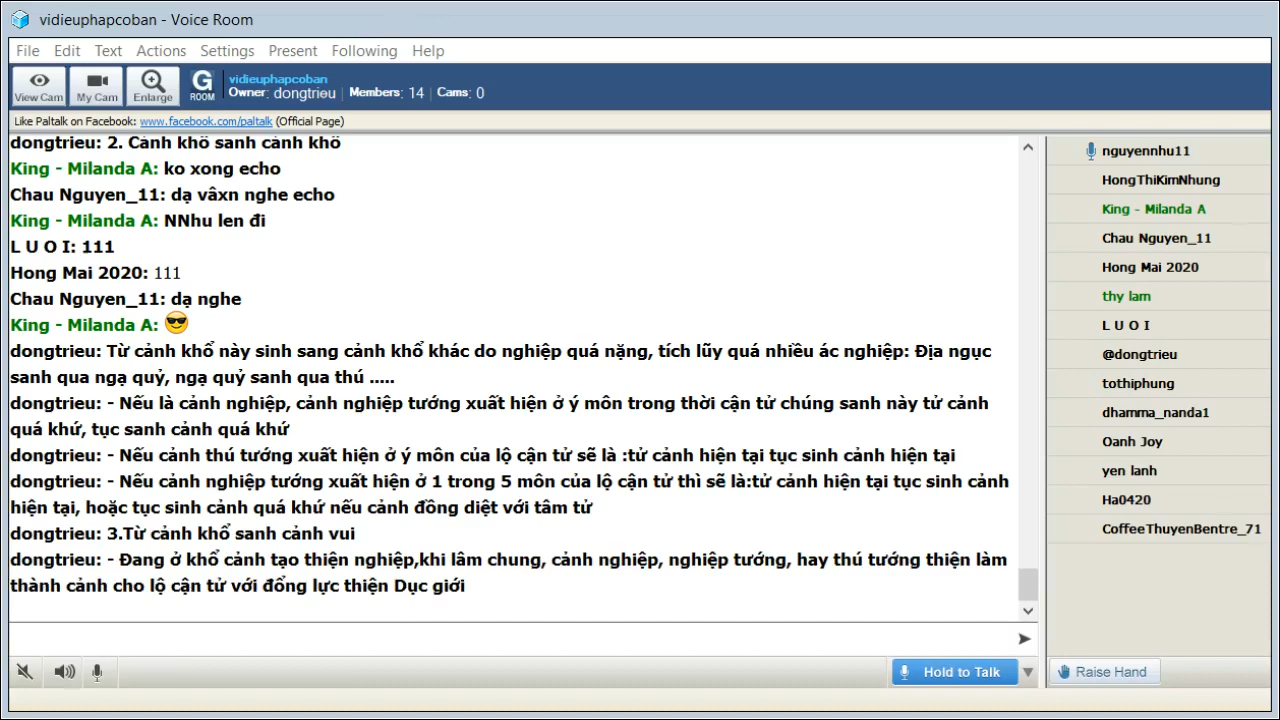 vidieuphapcoban - Voice Room
File Edit Text Actions Settings Present Following Help
View Cam My Cam Enlarge G ROOM
vidieuphapcoban
Owner: dongtrieu | Members: 14 | Cams: 0
Like Paltalk on Facebook: www.facebook.com/paltalk (Official Page)
dongtrieu: 2. Cảnh khổ sanh cảnh khổ
King - Milanda A: ko xong echo
Chau Nguyen_11: dạ vâxn nghe echo
King - Milanda A: NNhu len đi
L U O I: 111
Hong Mai 2020: 111
Chau Nguyen_11: dạ nghe
King - Milanda A:
dongtrieu: Từ cảnh khổ này sinh sang cảnh khổ khác do nghiệp quá nặng, tích lũy quá nhiều ác nghiệp: Địa ngục
sanh qua ngạ quỷ, ngạ quỷ sanh qua thú .....
dongtrieu: - Nếu là cảnh nghiệp, cảnh nghiệp tướng xuất hiện ở ý môn trong thời cận tử chúng sanh này tử cảnh
quá khứ, tục sanh cảnh quá khứ
dongtrieu: - Nếu cảnh thú tướng xuất hiện ở ý môn của lộ cận tử sẽ là :tử cảnh hiện tại tục sinh cảnh hiện tại
dongtrieu: - Nếu cảnh nghiệp tướng xuất hiện ở 1 trong 5 môn của lộ cận tử thì sẽ là:tử cảnh hiện tại tục sinh cảnh
hiện tại, hoặc tục sinh cảnh quá khứ nếu cảnh đồng diệt với tâm tử
dongtrieu: 3.Từ cảnh khổ sanh cảnh vui
dongtrieu: - Đang ở khổ cảnh tạo thiện nghiệp,khi lâm chung, cảnh nghiệp, nghiệp tướng, hay thú tướng thiện làm
thành cảnh cho lộ cận tử với đổng lực thiện Dục giới
Hold to Talk
nguyennhu11
HongThiKimNhung
King - Milanda A
Chau Nguyen_11
Hong Mai 2020
thy lam
L U O I
@dongtrieu
tothiphung
dhamma_nanda1
Oanh Joy
yen lanh
Ha0420
CoffeeThuyenBentre_71
Raise Hand